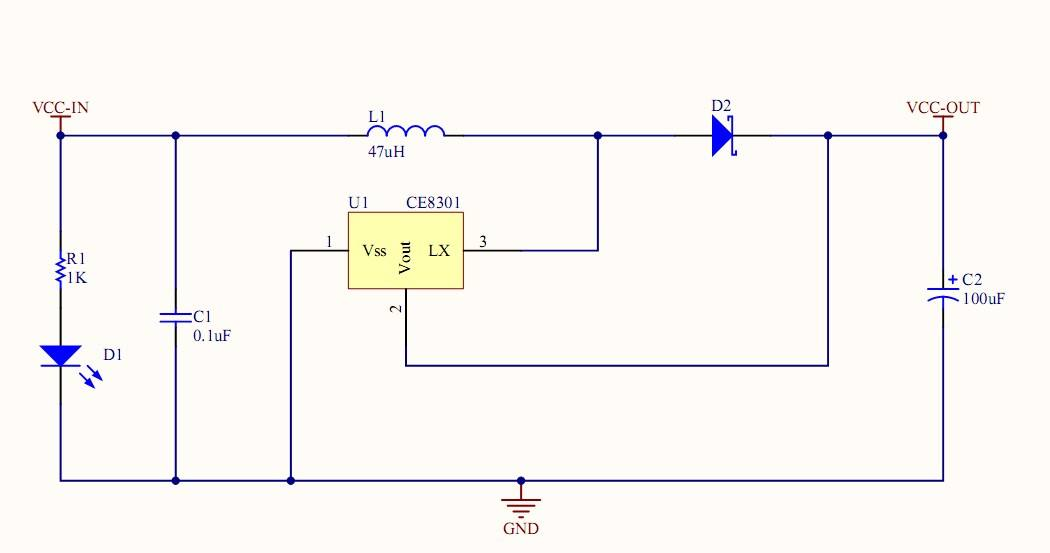 VCC-IN
D2
VCC-OUT
L1
47uH
U1
CE8301
1
Vss
Vout
LX
3
2
R1
1K
C2
100uF
+
C1
0.1uF
D1
GND